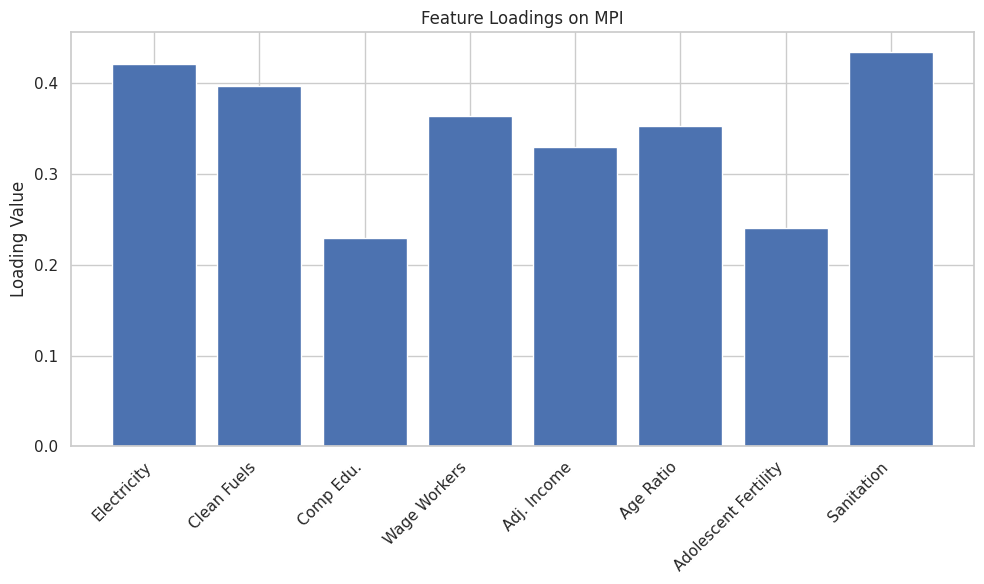 Feature Loadings on MPI
Loading Value
0.4
0.3
0.2
0.1
0.0
Electricity
Clean Fuels
Comp Edu.
Wage Workers
Adj. Income
Age Ratio
Adolescent Fertility
Sanitation